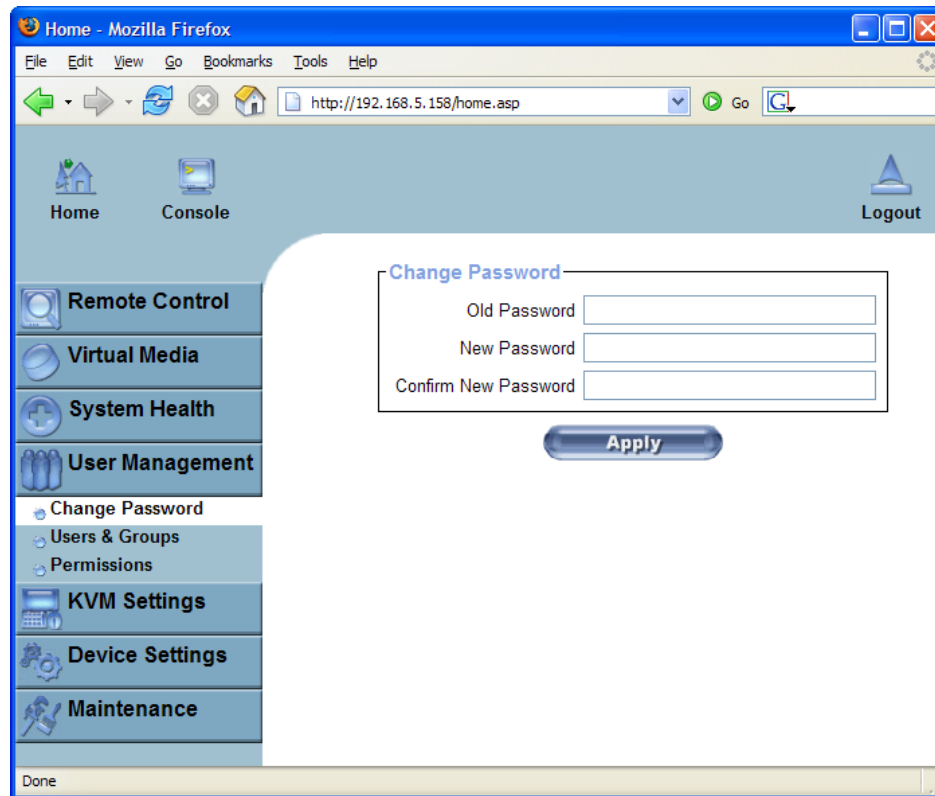 Home - Mozilla Firefox
File Edit View Go Bookmarks Tools Help
http://192.168.5.158/home.asp Go G
Home Console Logout
Remote Control
Virtual Media
System Health
User Management
Change Password
Users & Groups
Permissions
KVM Settings
Device Settings
Maintenance
Change Password
Old Password
New Password
Confirm New Password
Apply
Done